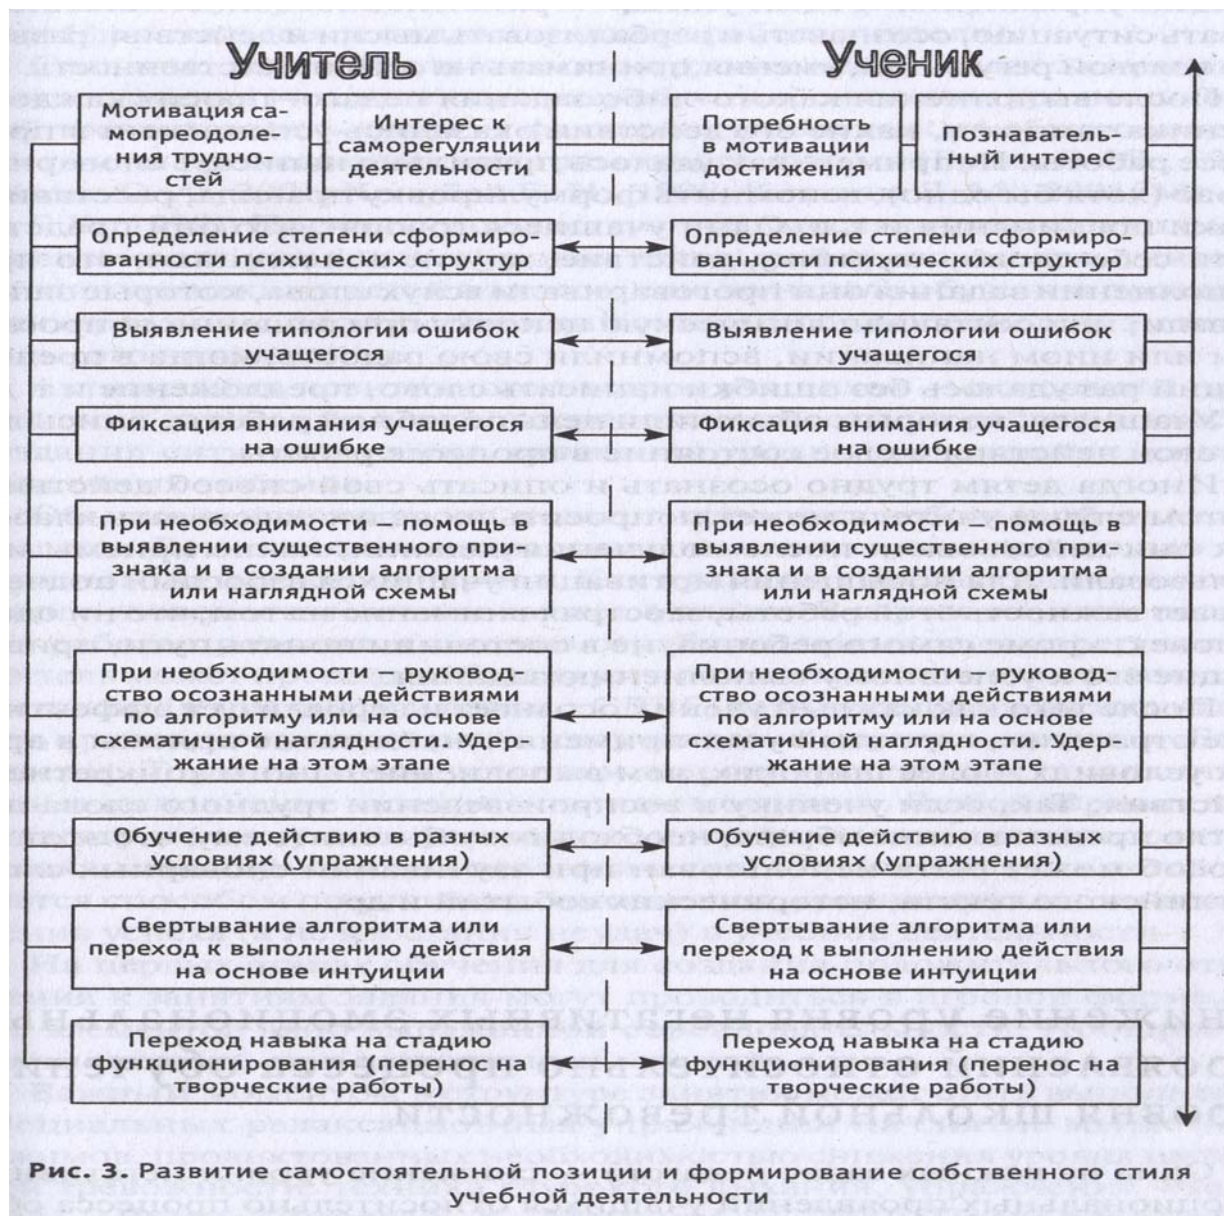 Учитель
Ученик
Мотивация са-
мопреодоле-
ния трудно-
стей
Интерес к
саморегуляции
деятельности
Потребность
в мотивации
достижения
Познаватель-
ный интерес
Определение степени сформиро-
ванности психических структур
Определение степени сформиро-
ванности психических структур
Выявление типологии ошибок
учащегося
Выявление типологии ошибок
учащегося
Фиксация внимания учащегося
на ошибке
Фиксация внимания учащегося
на ошибке
При необходимости – помощь в
выявлении существенного при-
знака и в создании алгоритма
или наглядной схемы
При необходимости – помощь в
выявлении существенного при-
знака и в создании алгоритма
или наглядной схемы
При необходимости – руковод-
ство осознанными действиями
по алгоритму или на основе
схематичной наглядности. Удер-
жание на этом этапе
При необходимости – руковод-
ство осознанными действиями
по алгоритму или на основе
схематичной наглядности. Удер-
жание на этом этапе
Обучение действию в разных
условиях (упражнения)
Обучение действию в разных
условиях (упражнения)
Свертывание алгоритма или
переход к выполнению действия
на основе интуиции
Свертывание алгоритма или
переход к выполнению действия
на основе интуиции
Переход навыка на стадию
функционирования (перенос на
творческие работы)
Переход навыка на стадию
функционирования (перенос на
творческие работы)
Рис. 3. Развитие самостоятельной позиции и формирование собственного стиля
учебной деятельности